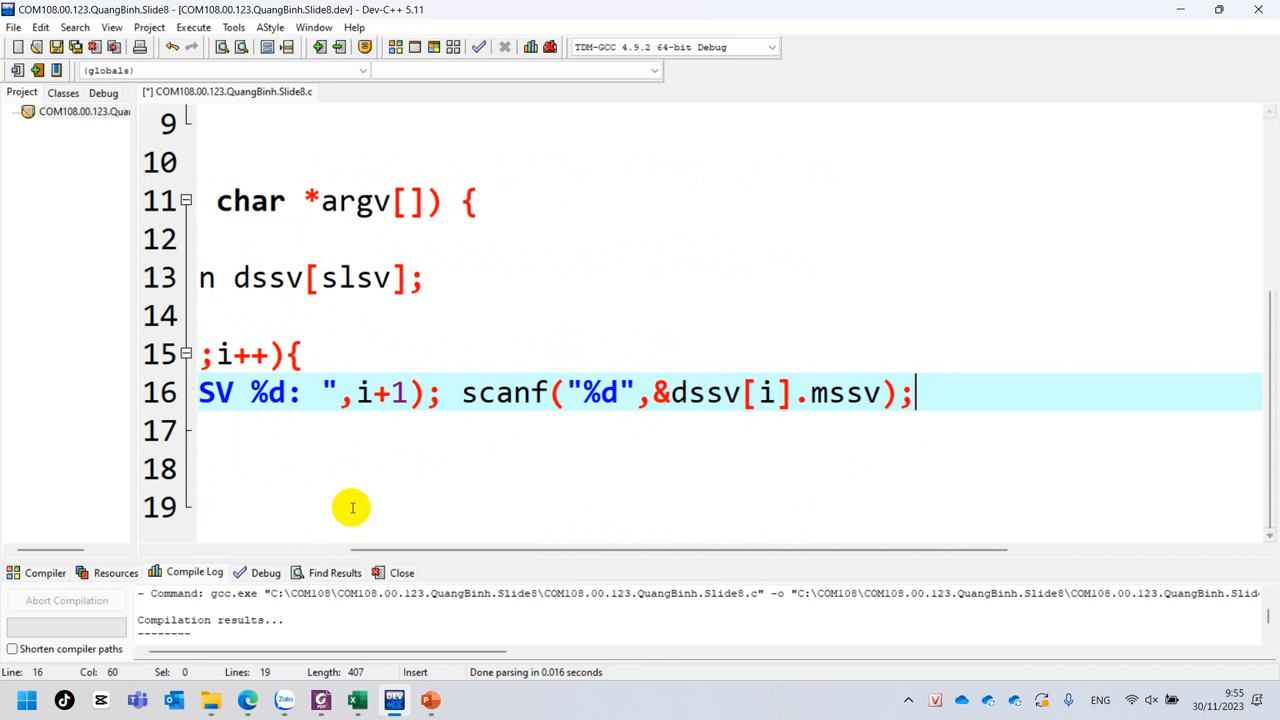 COM108.00.123.QuangBinh.Slide8 - [COM108.00.123.QuangBinh.Slide8.dev] - Dev-C++ 5.11
File Edit Search View Project Execute Tools AStyle Window Help
TDM-GCC 4.9.2 64-bit Debug
(globals)
Project Classes Debug [*] COM108.00.123.QuangBinh.Slide8.c
COM108.00.123.Qua
9
10
11 char *argv[]) {
12
13 n dssv[slsv];
14
15 ;i++){
16 SV %d: ",i+1); scanf("%d",&dssv[i].mssv);
17
18
19
Compiler Resources Compile Log Debug Find Results Close
Abort Compilation
Shorten compiler paths
- Command: gcc.exe "C:\COM108\COM108.00.123.QuangBinh.Slide8\COM108.00.123.QuangBinh.Slide8.c" -o "C:\COM108\COM108.00.123.QuangBinh.Slide8\COM108.00.123.QuangBinh.Slide
Compilation results...
--------
Line: 16 Col: 60 Sel: 0 Lines: 19 Length: 407 Insert Done parsing in 0.016 seconds
ENG 9:55
30/11/2023